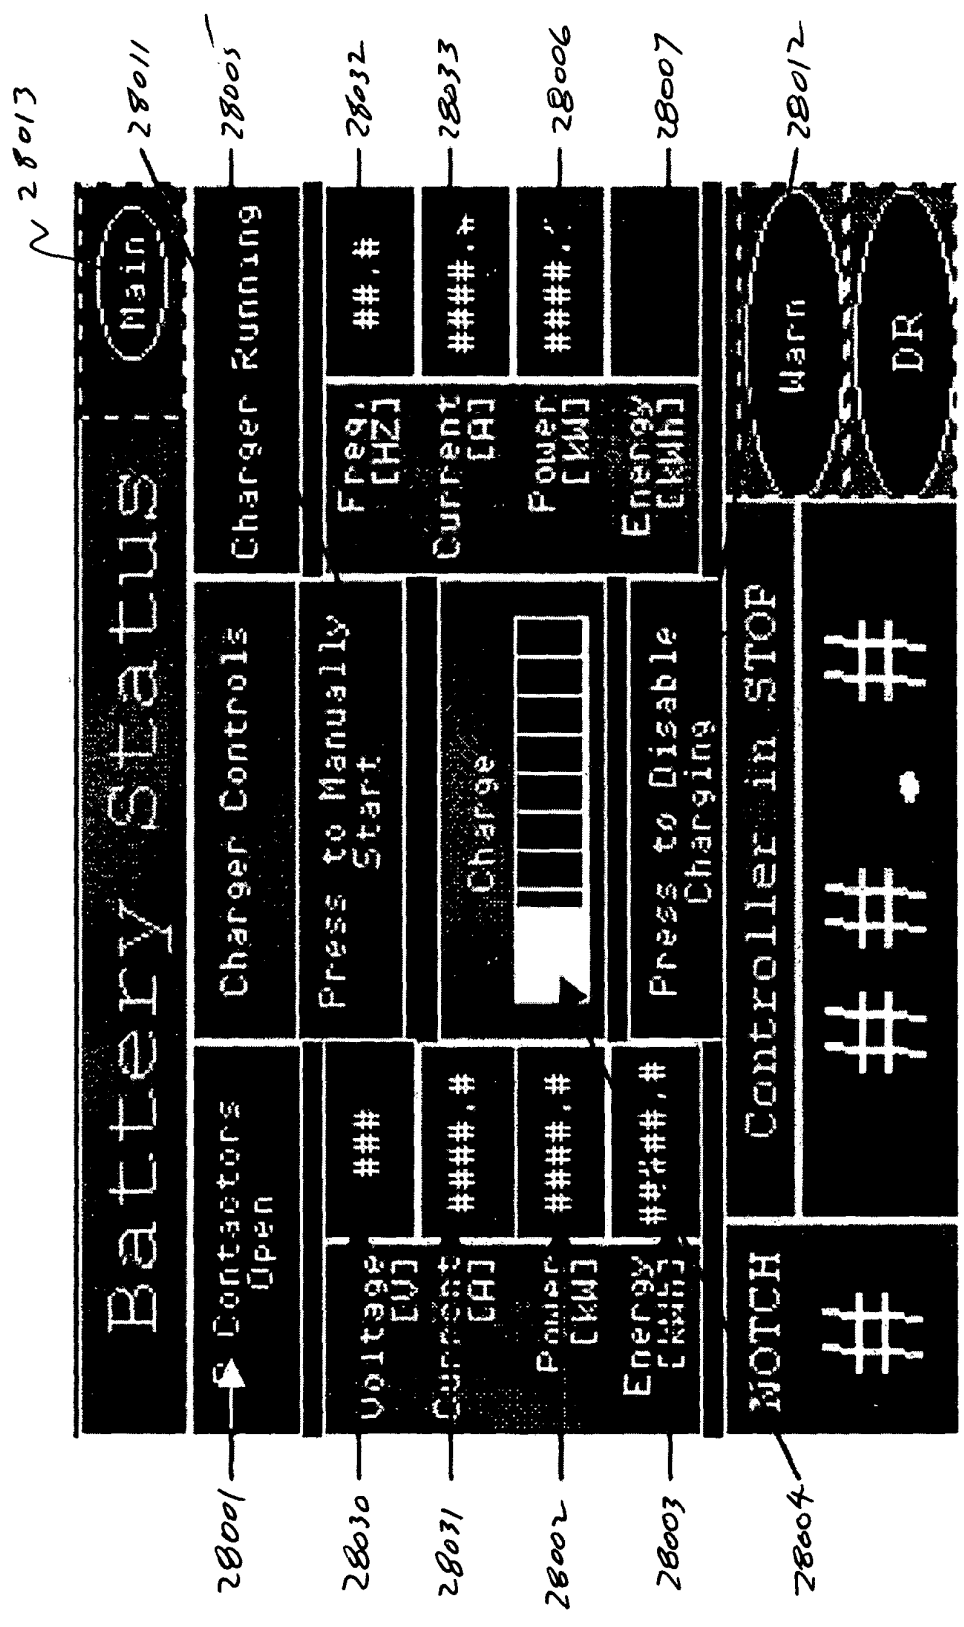 Battery Status
Main
Contactors
Open
Charger Controls
Charger Running
Press to Manually
Start
Voltage
[V]
###
Current
[A]
####.#
Power
[KW]
####.#
Energy
[KWh]
#####.#
Charge
Press to Disable
Charging
Freq.
[HZ]
##.#
Current
[A]
####.#
Power
[KW]
####.#
Energy
[KWh]
NOTCH
#
Controller in STOP
##.#
Warn
DR
28013
28011
28005
28032
28033
28006
28007
28012
28001
28030
28031
28002
28003
28004